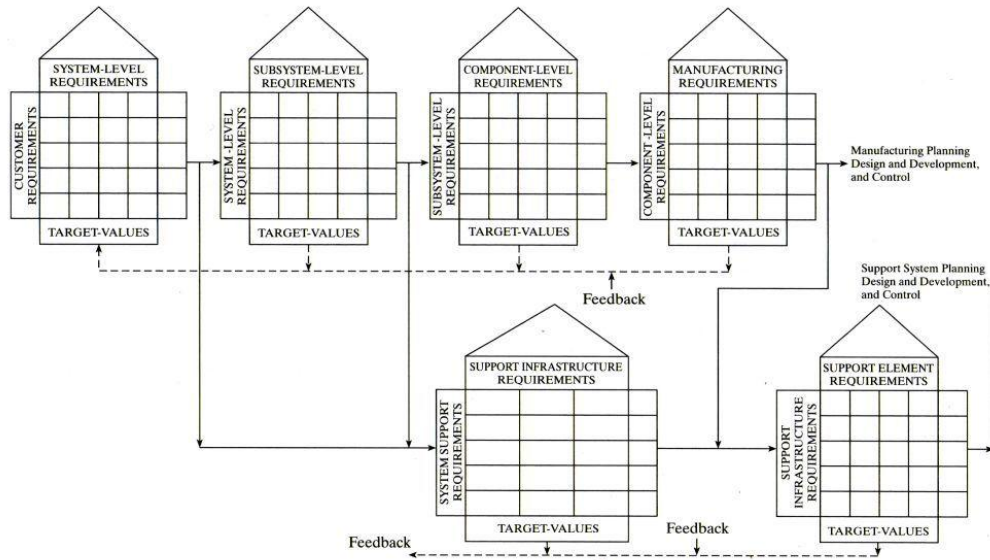 SYSTEM-LEVEL
REQUIREMENTS
CUSTOMER
REQUIREMENTS
TARGET-VALUES
SUBSYSTEM-LEVEL
REQUIREMENTS
SYSTEM -LEVEL
REQUIREMENTS
TARGET-VALUES
COMPONENT-LEVEL
REQUIREMENTS
SUBSYSTEM -LEVEL
REQUIREMENTS
TARGET-VALUES
MANUFACTURING
REQUIREMENTS
COMPONENT -LEVEL
REQUIREMENTS
TARGET-VALUES
Manufacturing Planning
Design and Development,
and Control
Feedback
Support System Planning
Design and Development,
and Control
SUPPORT INFRASTRUCTURE
REQUIREMENTS
SYSTEM SUPPORT
REQUIREMENTS
TARGET-VALUES
SUPPORT ELEMENT
REQUIREMENTS
SUPPORT
INFRASTRUCTURE
REQUIREMENTS
TARGET-VALUES
Feedback
Feedback